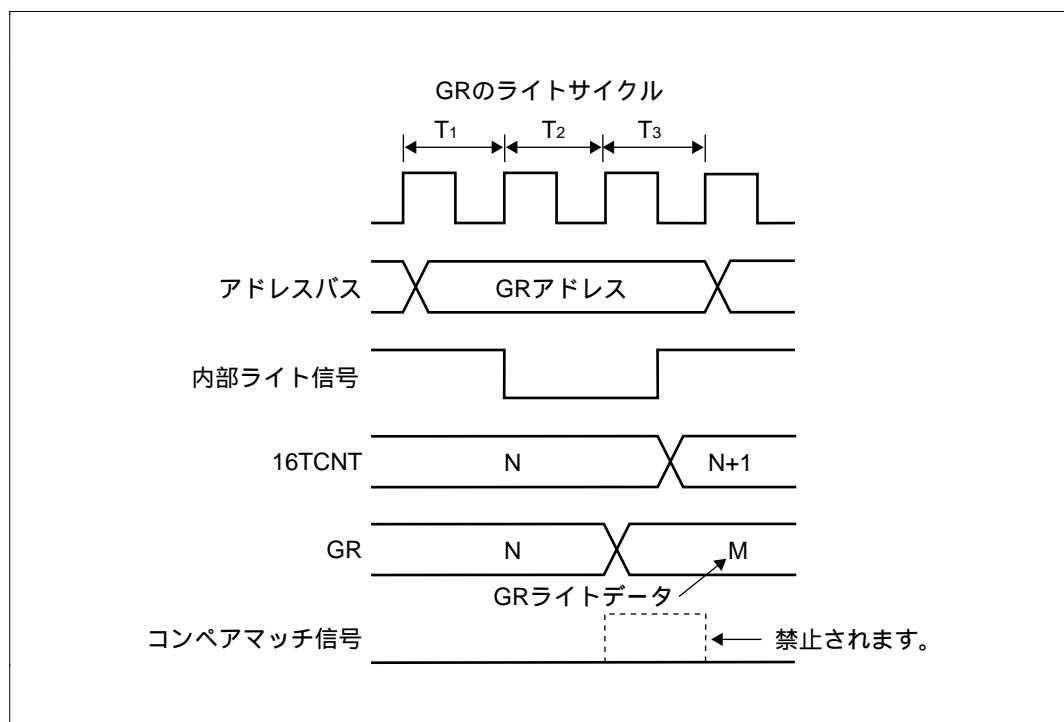 GRのライトサイクル
T1 T2 T3
アドレスバス GRアドレス
内部ライト信号
16TCNT N N+1
GR N M
GRライトデータ
コンペアマッチ信号 禁止されます。